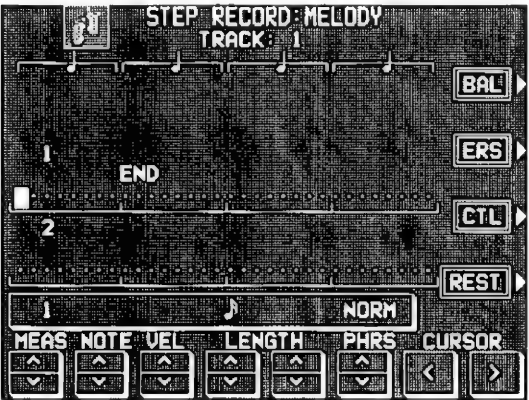 STEP RECORD:MELODY
TRACK: 1
BAL
1
ERS
END
CTL
2
REST
1 NORM
MEAS NOTE VEL LENGTH PHRS CURSOR